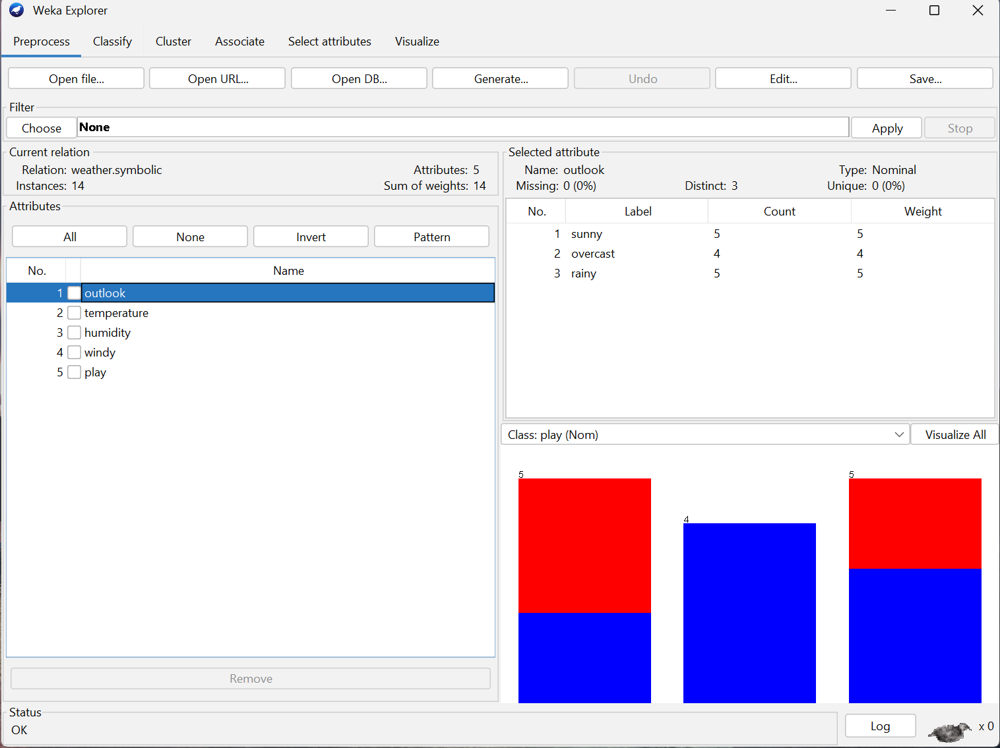 Weka Explorer
Preprocess Classify Cluster Associate Select attributes Visualize
Open file... Open URL... Open DB... Generate... Undo Edit... Save...
Filter
Choose None Apply Stop
Current relation
Relation: weather.symbolic Attributes: 5
Instances: 14 Sum of weights: 14
Attributes
All None Invert Pattern
No. Name
1 outlook
2 temperature
3 humidity
4 windy
5 play
Remove
Selected attribute
Name: outlook Type: Nominal
Missing: 0 (0%) Distinct: 3 Unique: 0 (0%)
No. Label Count Weight
1 sunny 5 5
2 overcast 4 4
3 rainy 5 5
Class: play (Nom) Visualize All
5 4 5
Status
OK Log x 0